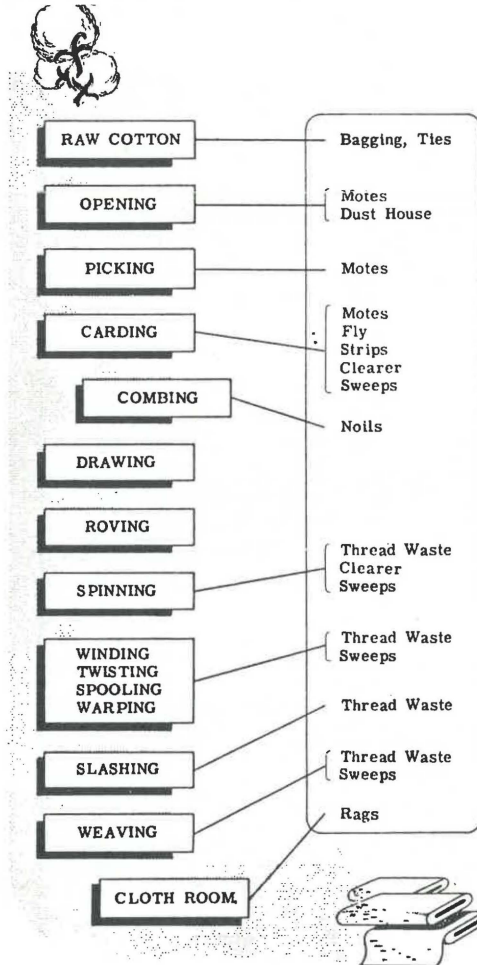 RAW COTTON
Bagging, Ties
OPENING
Motes
Dust House
PICKING
Motes
CARDING
Motes
Fly
Strips
Clearer
Sweeps
COMBING
Noils
DRAWING
ROVING
SPINNING
Thread Waste
Clearer
Sweeps
WINDING
TWISTING
SPOOLING
WARPING
Thread Waste
Sweeps
SLASHING
Thread Waste
WEAVING
Thread Waste
Sweeps
CLOTH ROOM.
Rags